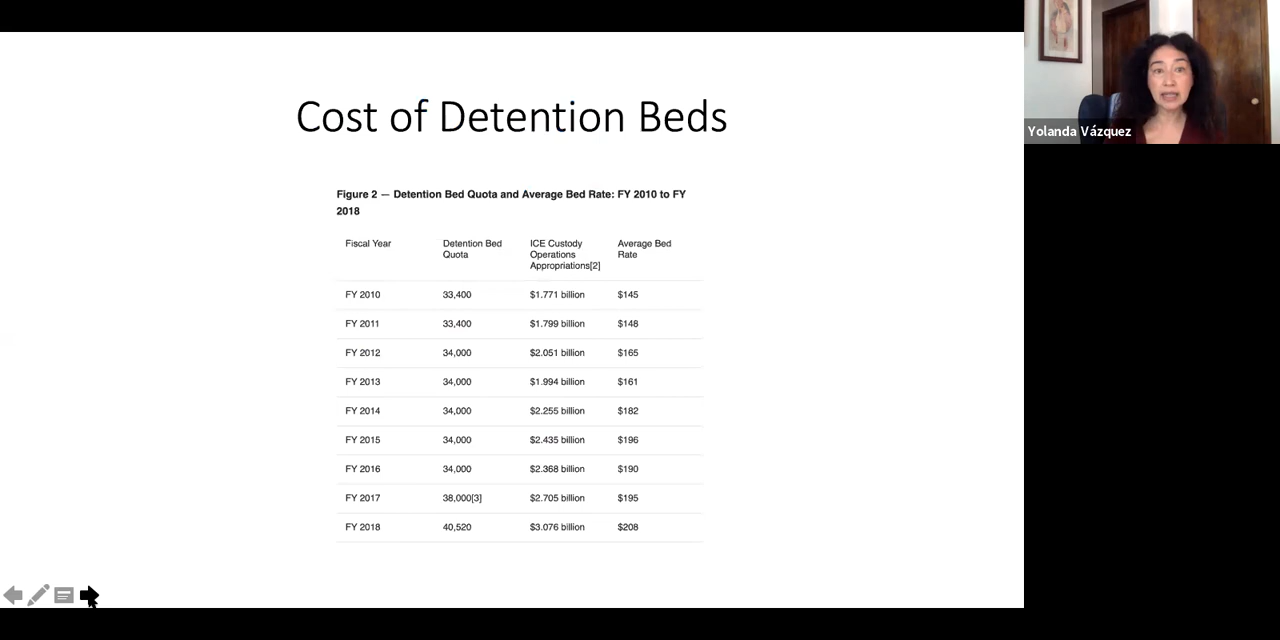 Cost of Detention Beds
Figure 2 — Detention Bed Quota and Average Bed Rate: FY 2010 to FY
2018
Fiscal Year
Detention Bed
Quota
ICE Custody
Operations
Appropriations[2]
Average Bed
Rate
FY 2010 33,400 $1.771 billion $145
FY 2011 33,400 $1.799 billion $148
FY 2012 34,000 $2.051 billion $165
FY 2013 34,000 $1.994 billion $161
FY 2014 34,000 $2.255 billion $182
FY 2015 34,000 $2.435 billion $196
FY 2016 34,000 $2.368 billion $190
FY 2017 38,000[3] $2.705 billion $195
FY 2018 40,520 $3.076 billion $208
Yolanda Vázquez